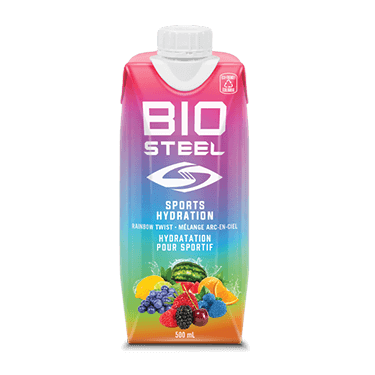 BIO
STEEL
SPORTS
HYDRATION
RAINBOW TWIST • MÉLANGE ARC-EN-CIEL
HYDRATATION
POUR SPORTIF
500 mL